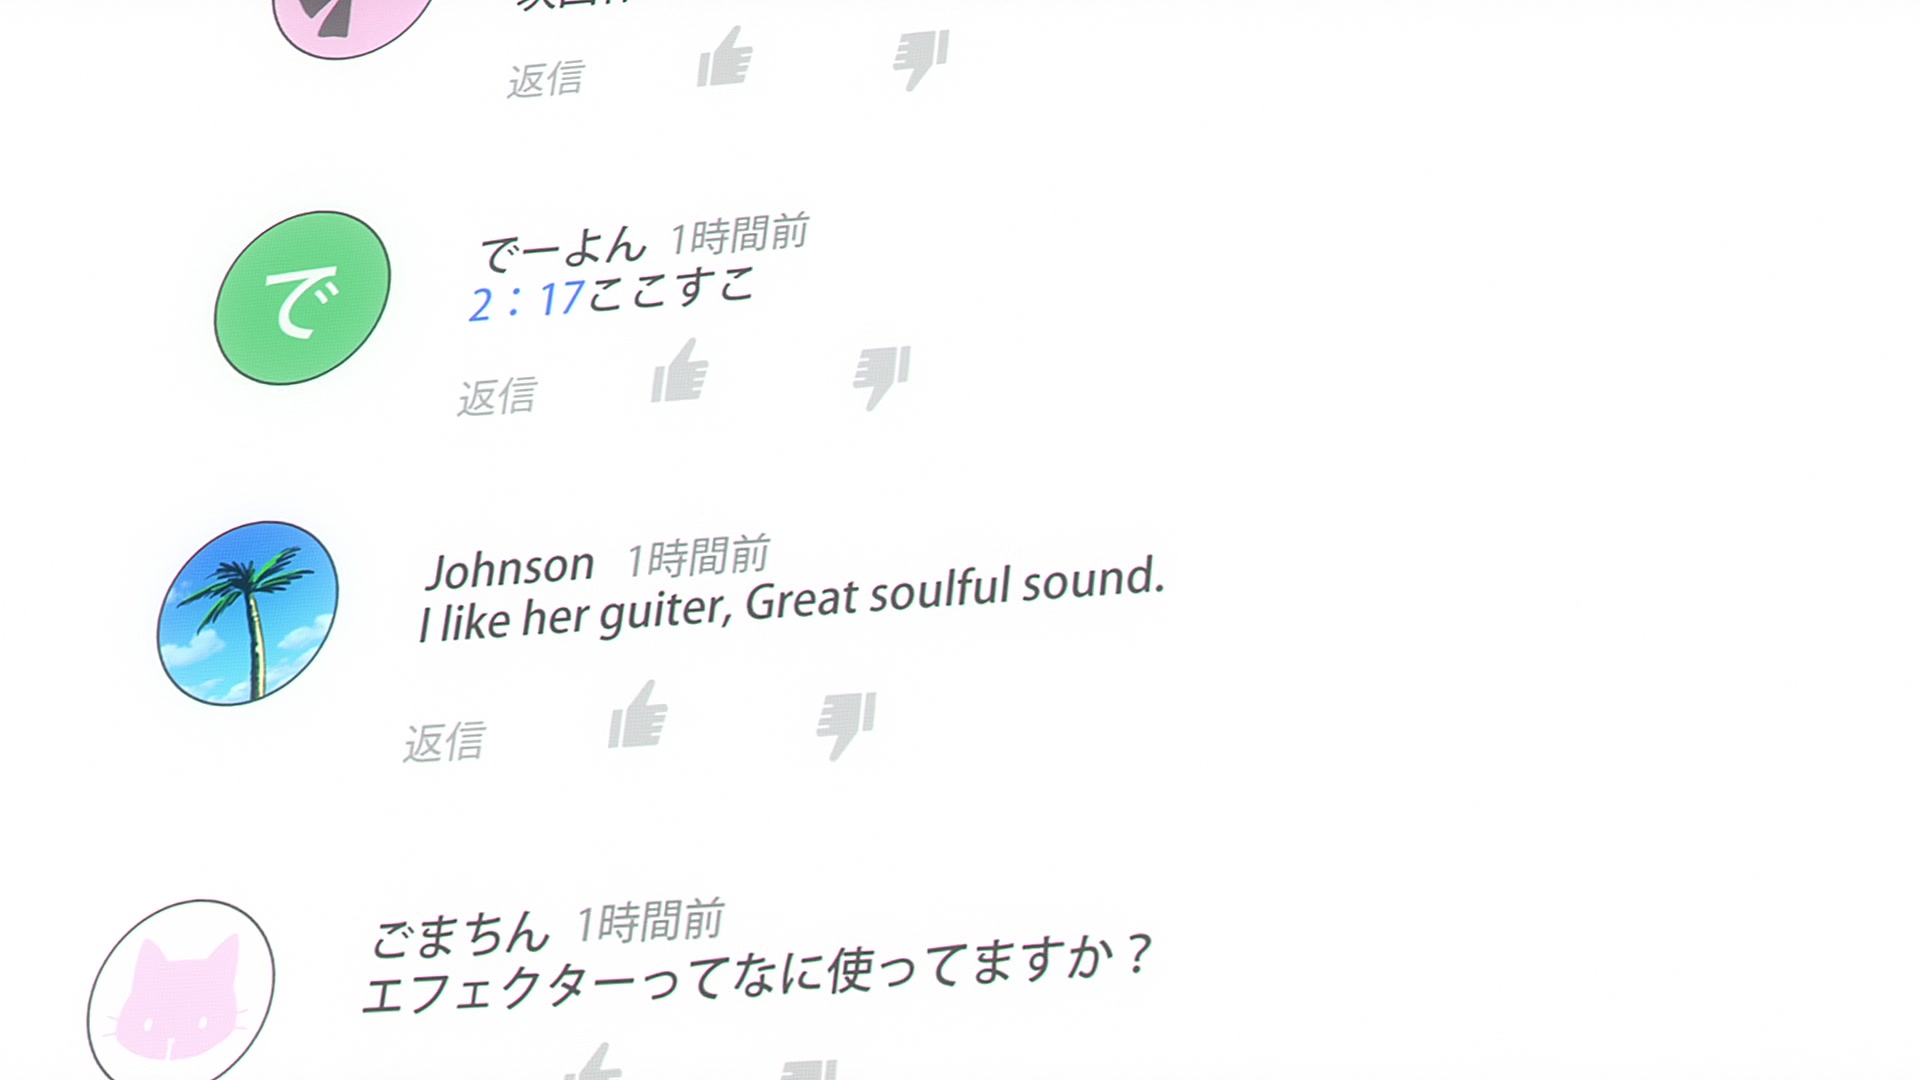 返信
で
でーよん 1時間前
2：17ここすこ
返信
Johnson 1時間前
I like her guiter, Great soulful sound.
返信
ごまちん 1時間前
エフェクターってなに使ってますか？